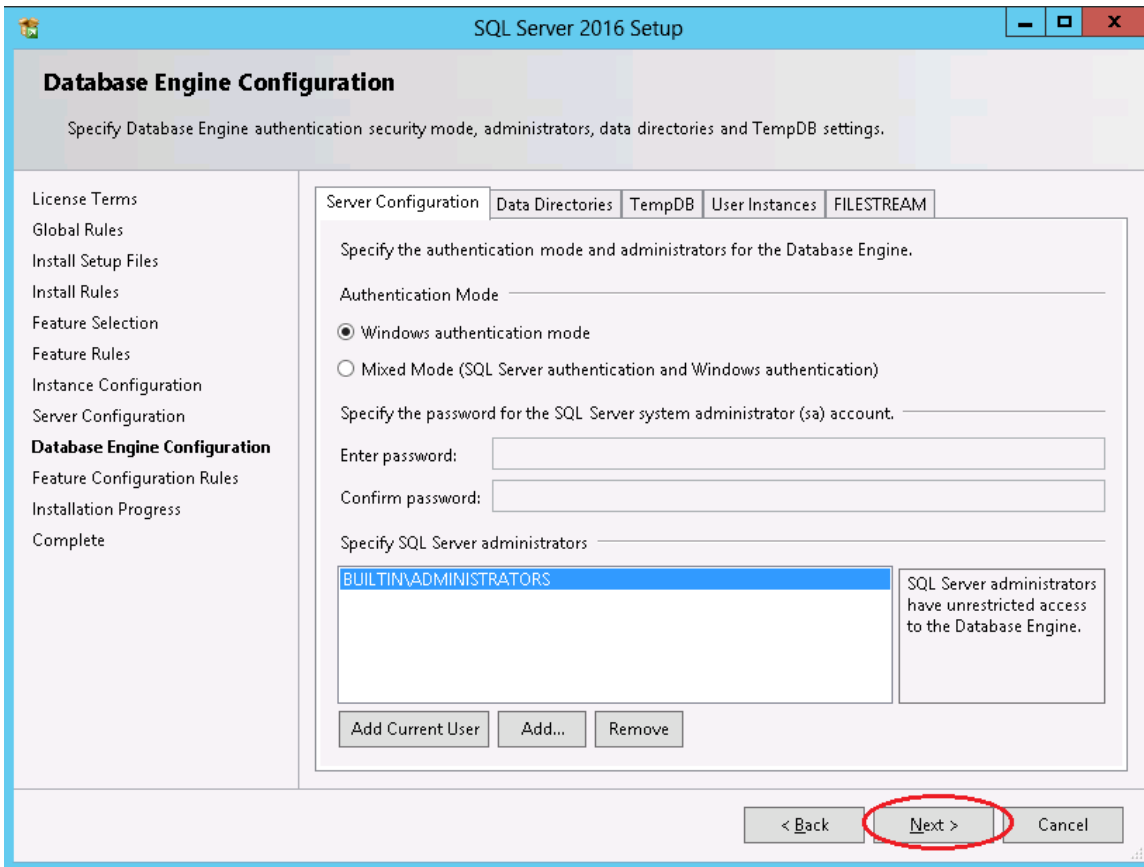 SQL Server 2016 Setup
Database Engine Configuration
Specify Database Engine authentication security mode, administrators, data directories and TempDB settings.
License Terms
Global Rules
Install Setup Files
Install Rules
Feature Selection
Feature Rules
Instance Configuration
Server Configuration
Database Engine Configuration
Feature Configuration Rules
Installation Progress
Complete
Server Configuration Data Directories TempDB User Instances FILESTREAM
Specify the authentication mode and administrators for the Database Engine.
Authentication Mode
Windows authentication mode
Mixed Mode (SQL Server authentication and Windows authentication)
Specify the password for the SQL Server system administrator (sa) account.
Enter password:
Confirm password:
Specify SQL Server administrators
BUILTIN\ADMINISTRATORS
SQL Server administrators
have unrestricted access
to the Database Engine.
Add Current User Add... Remove
< Back Next > Cancel